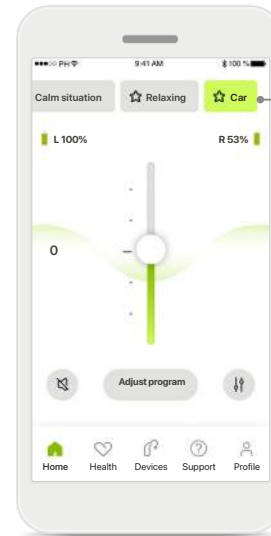 ●●●○○ PH 9:41 AM 100 %
Calm situation Relaxing Car
L 100% R 53%
0
Adjust program
Home Health Devices Support Profile